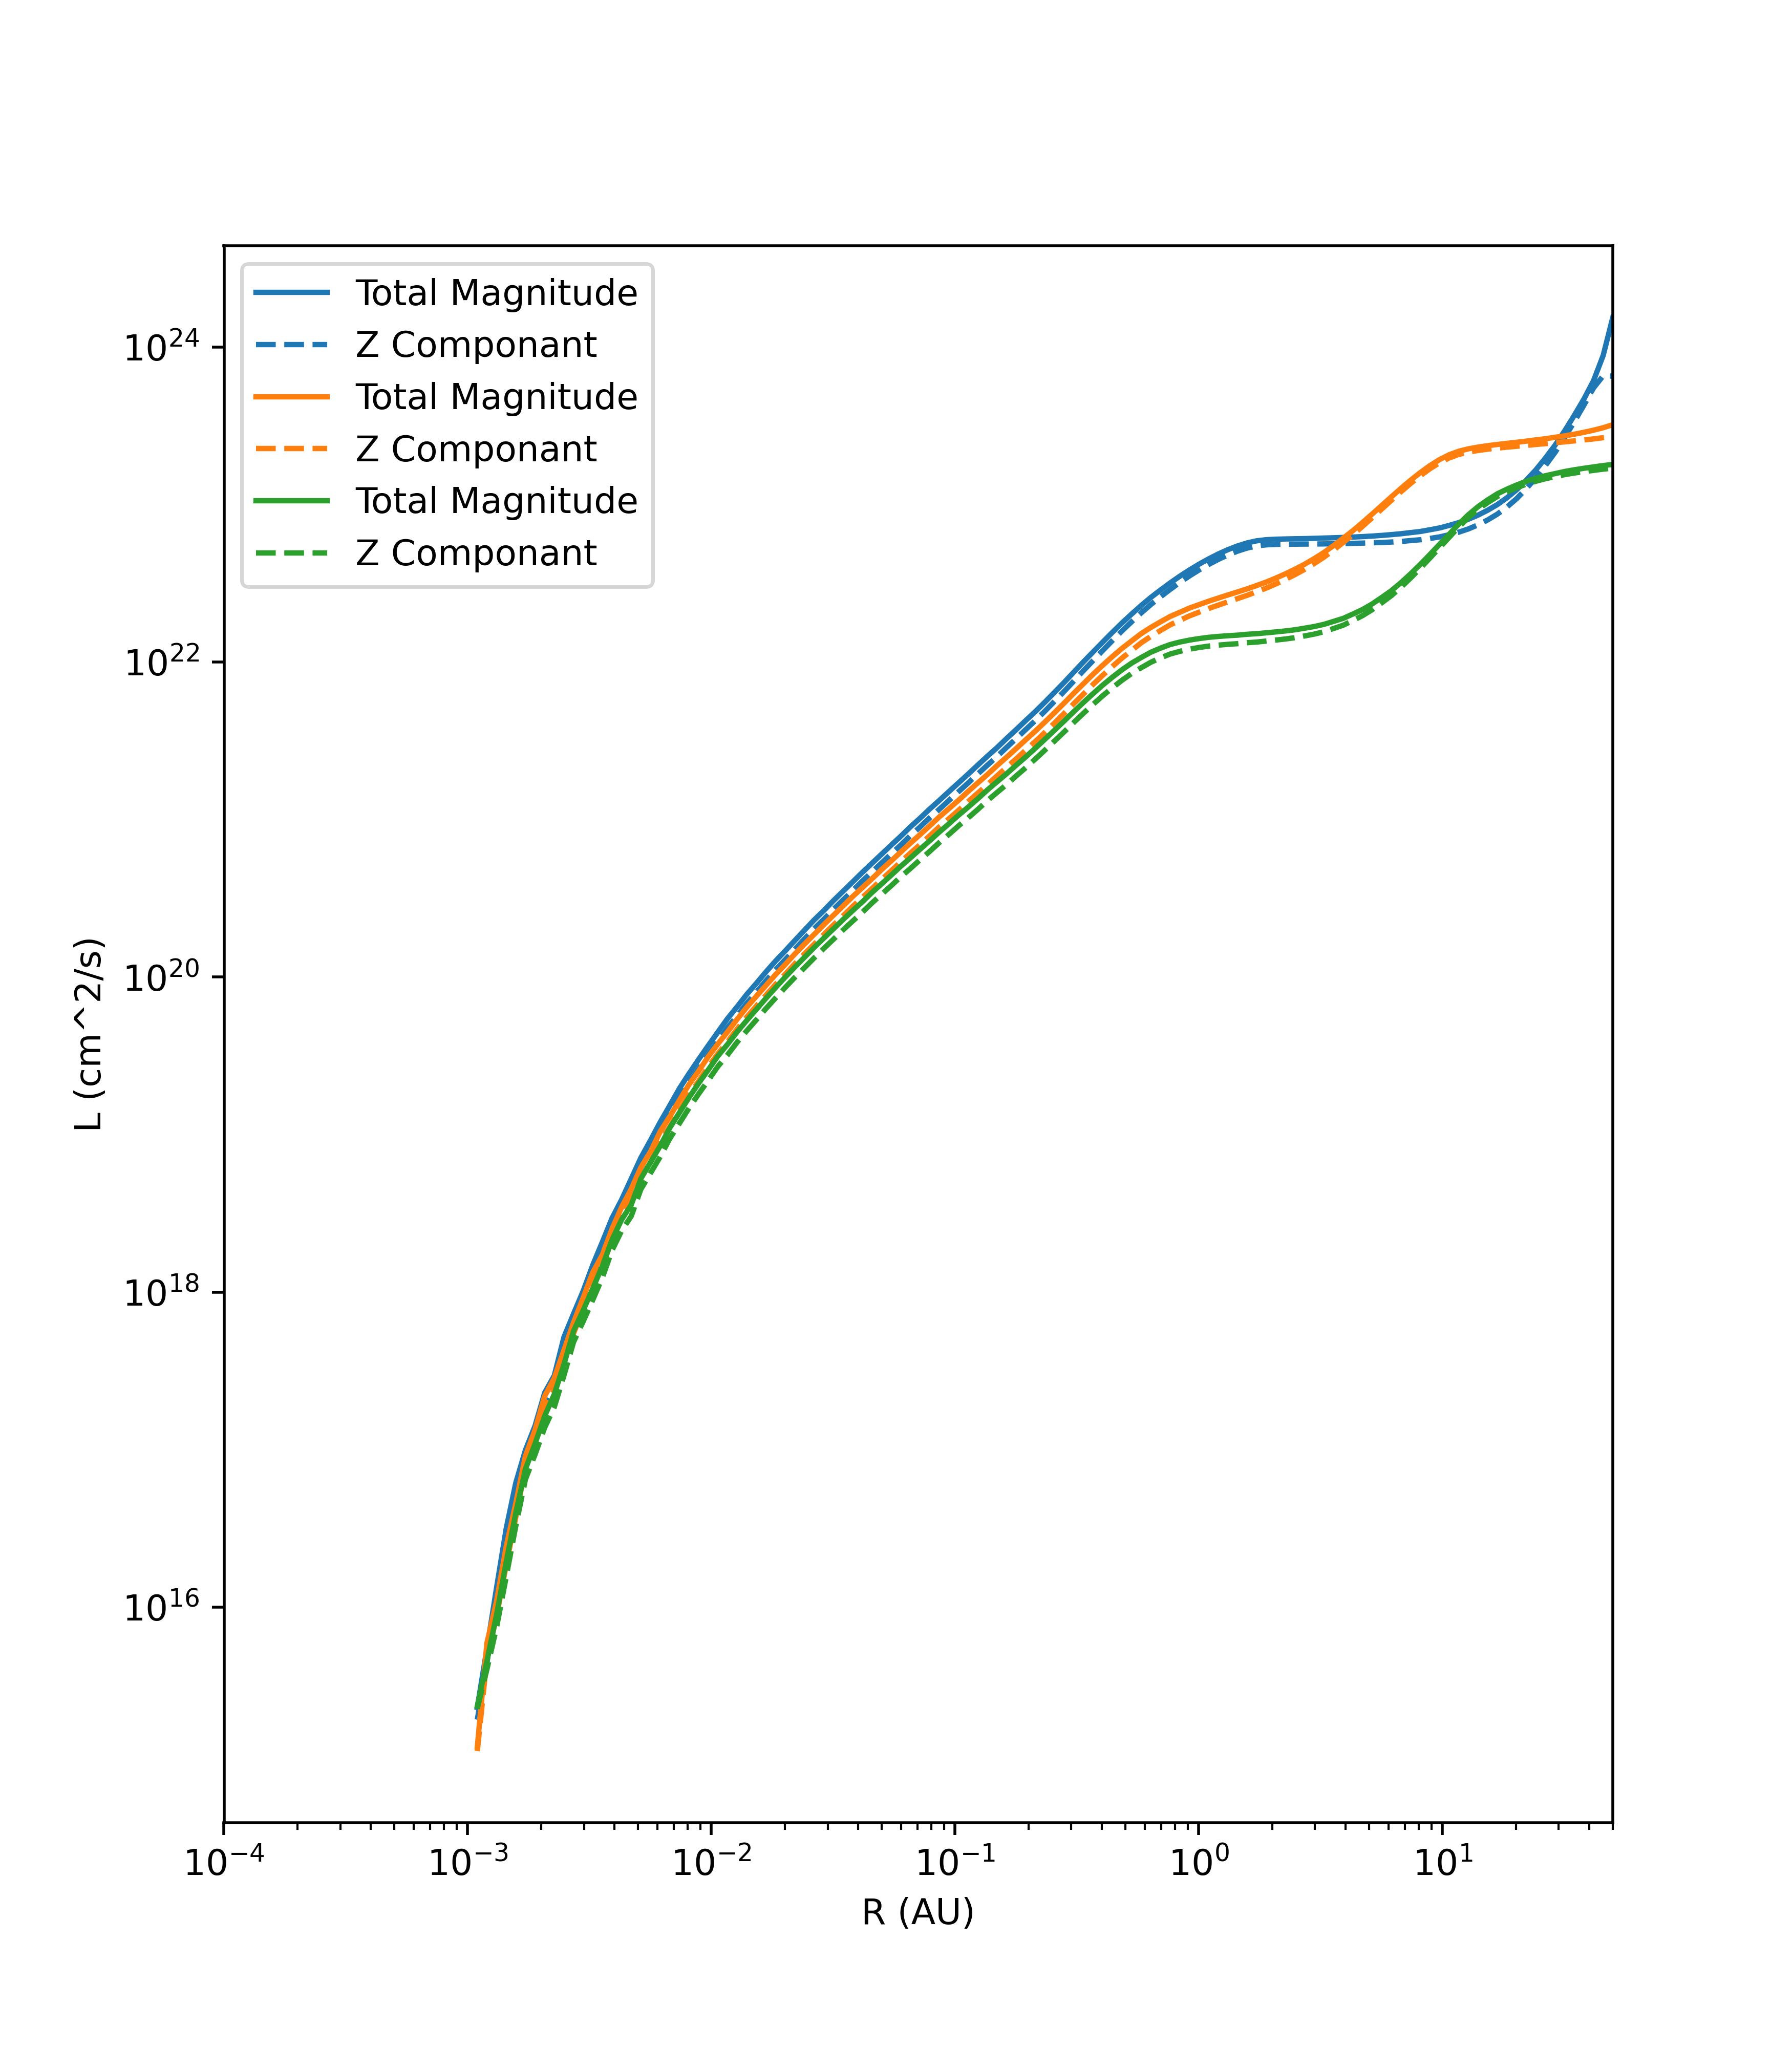 Total Magnitude
Z Componant
Total Magnitude
Z Componant
Total Magnitude
Z Componant
10^24
10^22
10^20
10^18
10^16
L (cm^2/s)
10^−4 10^−3 10^−2 10^−1 10^0 10^1
R (AU)